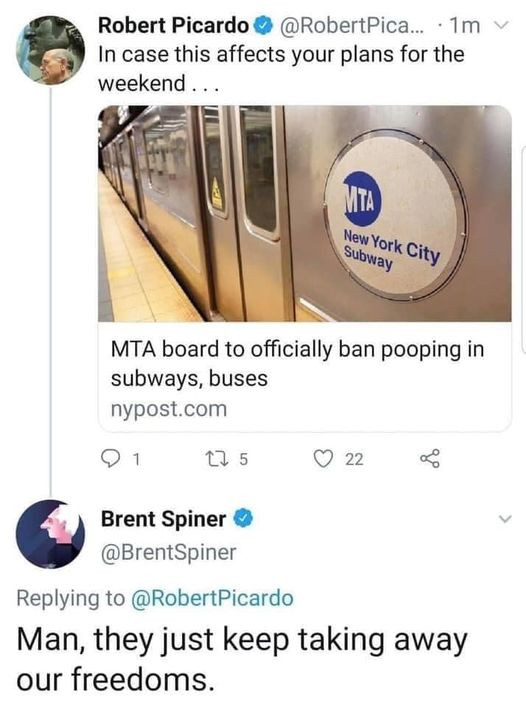 Robert Picardo @RobertPica... · 1m
In case this affects your plans for the
weekend . . .
MTA
New York City
Subway
MTA board to officially ban pooping in
subways, buses
nypost.com
1 5 22
Brent Spiner
@BrentSpiner
Replying to @RobertPicardo
Man, they just keep taking away
our freedoms.